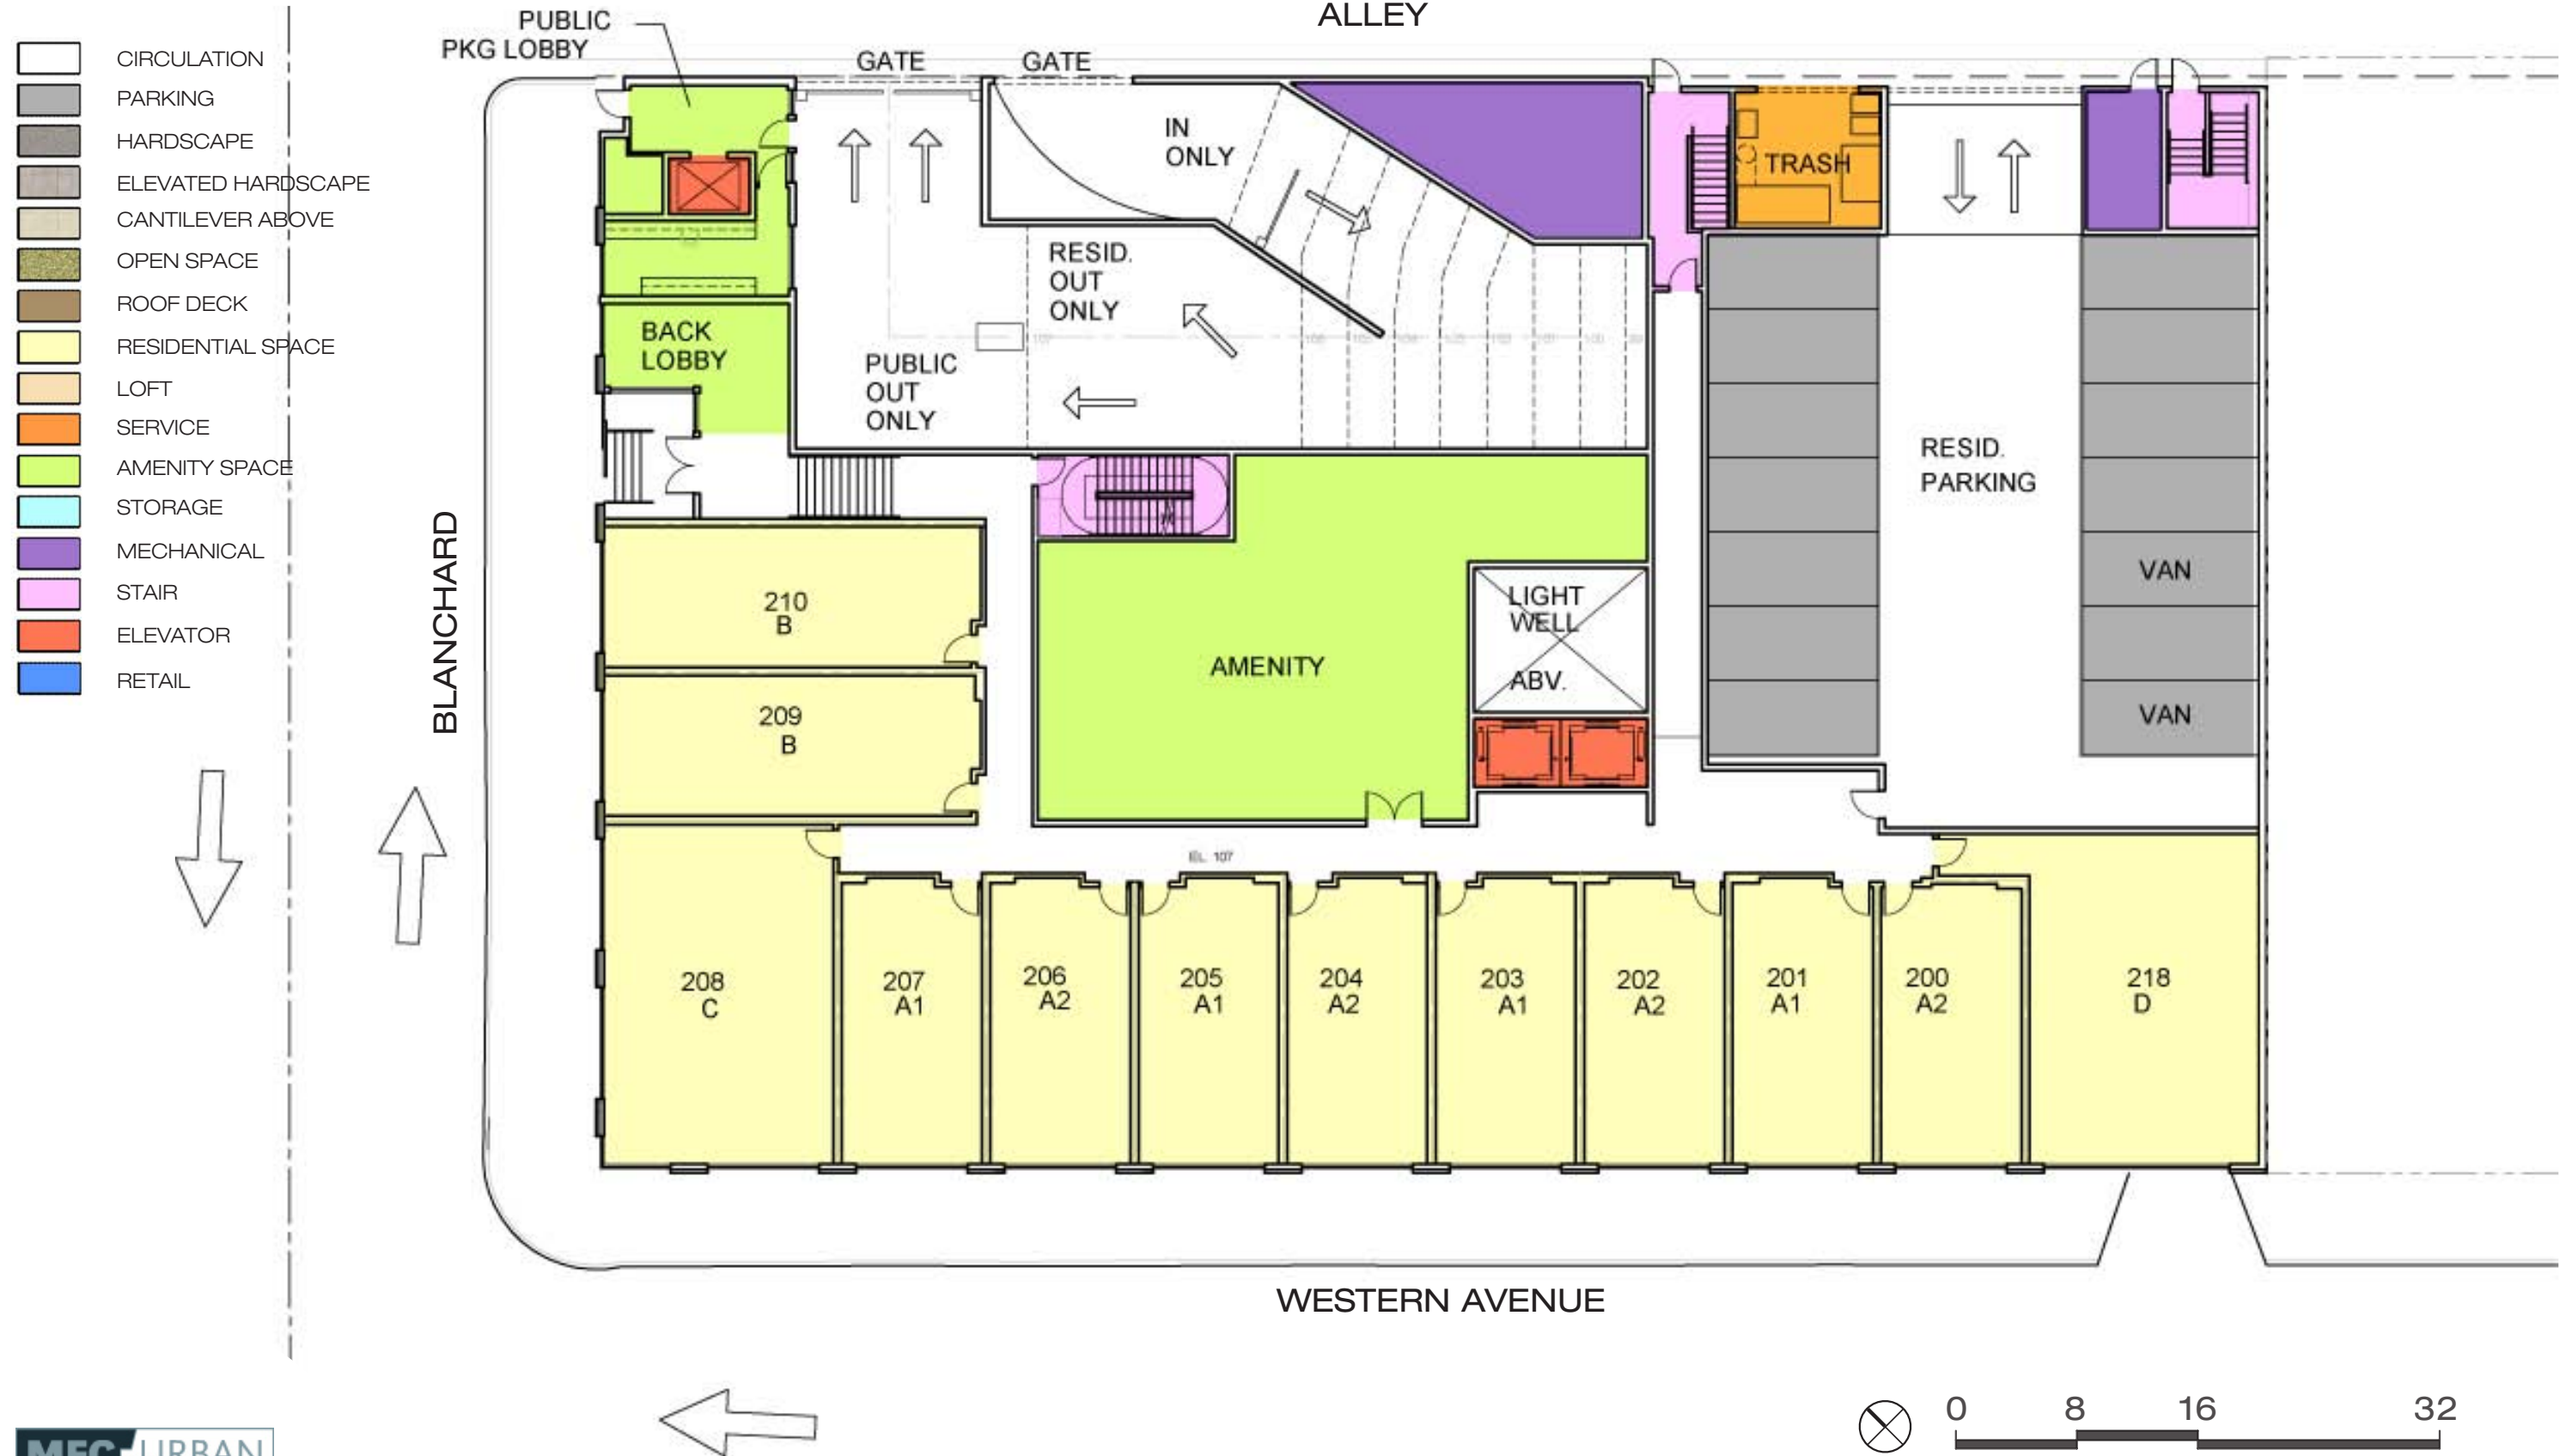 ALLEY
PUBLIC
PKG LOBBY
GATE
GATE
CIRCULATION
PARKING
HARDSCAPE
ELEVATED HARDSCAPE
CANTILEVER ABOVE
OPEN SPACE
ROOF DECK
RESIDENTIAL SPACE
LOFT
SERVICE
AMENITY SPACE
STORAGE
MECHANICAL
STAIR
ELEVATOR
RETAIL
BLANCHARD
IN
ONLY
TRASH
RESID.
OUT
ONLY
BACK
LOBBY
PUBLIC
OUT
ONLY
RESID.
PARKING
VAN
VAN
LIGHT
WELL
ABV.
AMENITY
210
B
209
B
EL. 107
208
C
207
A1
206
A2
205
A1
204
A2
203
A1
202
A2
201
A1
200
A2
218
D
WESTERN AVENUE
0 8 16 32
URBAN